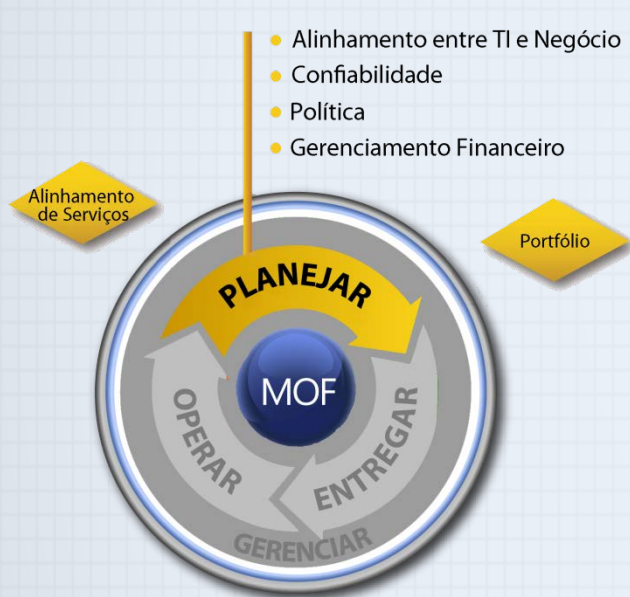 Alinhamento entre TI e Negócio
Confiabilidade
Política
Gerenciamento Financeiro
Alinhamento
de Serviços
Portfólio
PLANEJAR
MOF
OPERAR
ENTREGAR
GERENCIAR